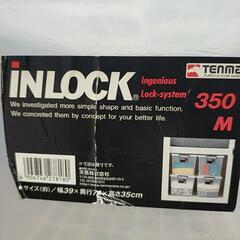 TENMA
INLOCK
Ingenious
Lock-system
350
M
We investigated more simple shape and basic function.
We concreted them by concept for your better life.
天馬株式会社
●サイズ(約)/幅39×奥行74×高さ35cm
4904746278180